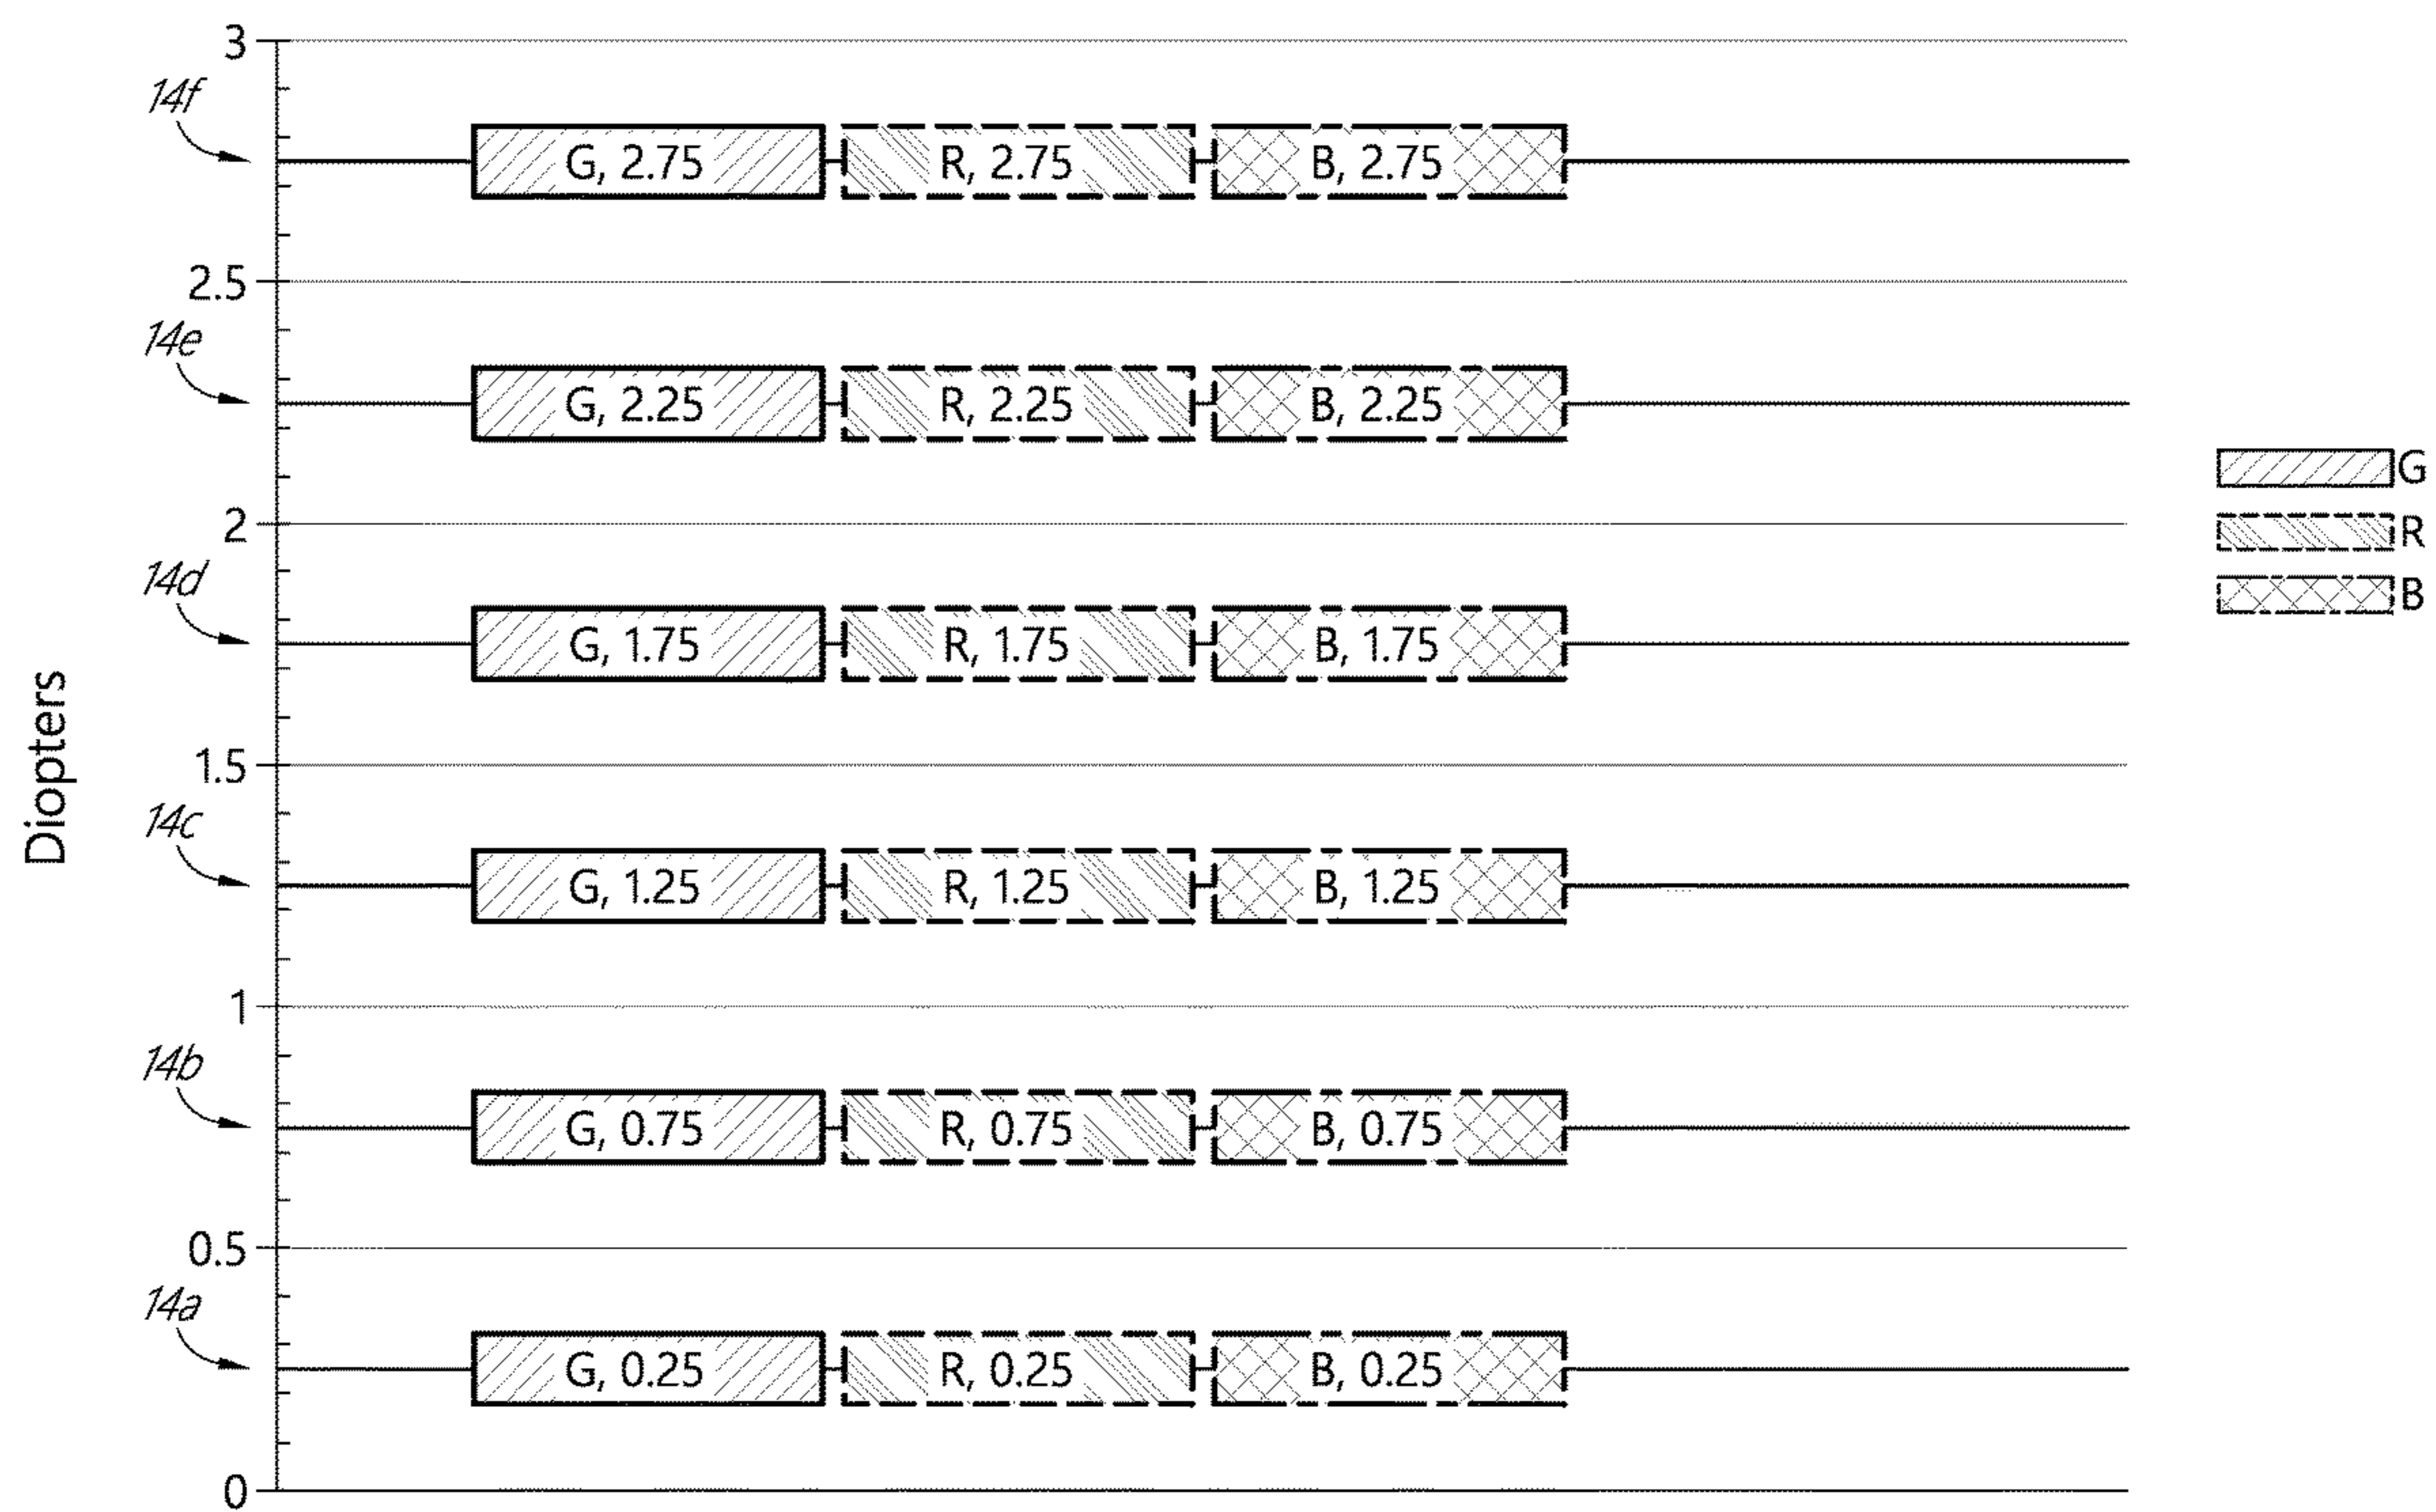 3
14f
G, 2.75 R, 2.75 B, 2.75
2.5
14e
G, 2.25 R, 2.25 B, 2.25
G
2
R
14d
B
G, 1.75 R, 1.75 B, 1.75
Diopters
1.5
14c
G, 1.25 R, 1.25 B, 1.25
1
14b
G, 0.75 R, 0.75 B, 0.75
0.5
14a
G, 0.25 R, 0.25 B, 0.25
0